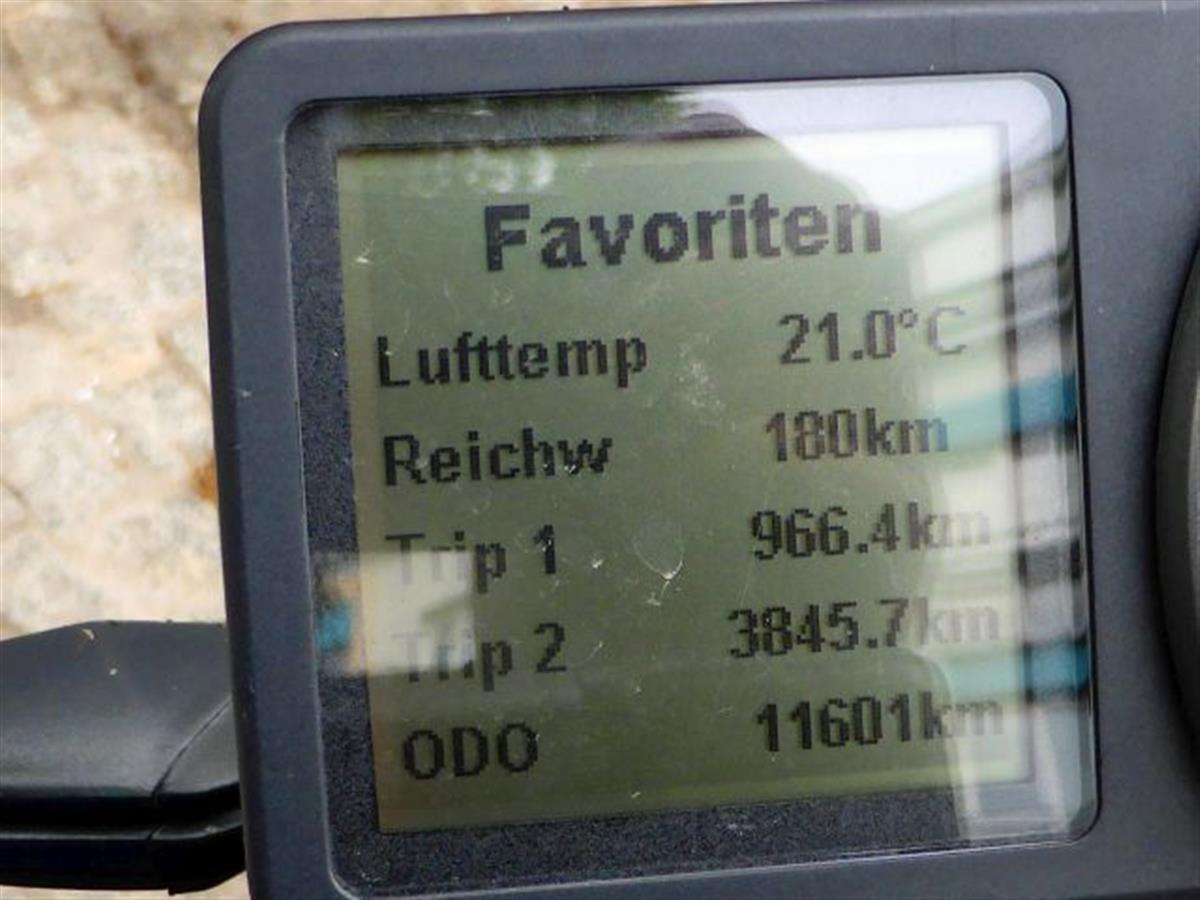 Favoriten
Lufttemp 21.0°C
Reichw 180km
Trip 1 966.4km
Trip 2 3845.7km
ODO 11601km